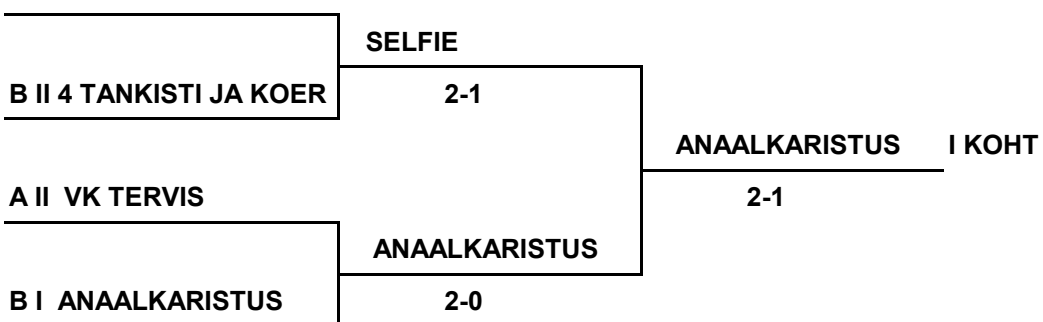 SELFIE
B II 4 TANKISTI JA KOER
2-1
ANAALKARISTUS I KOHT
A II VK TERVIS
2-1
ANAALKARISTUS
B I ANAALKARISTUS
2-0